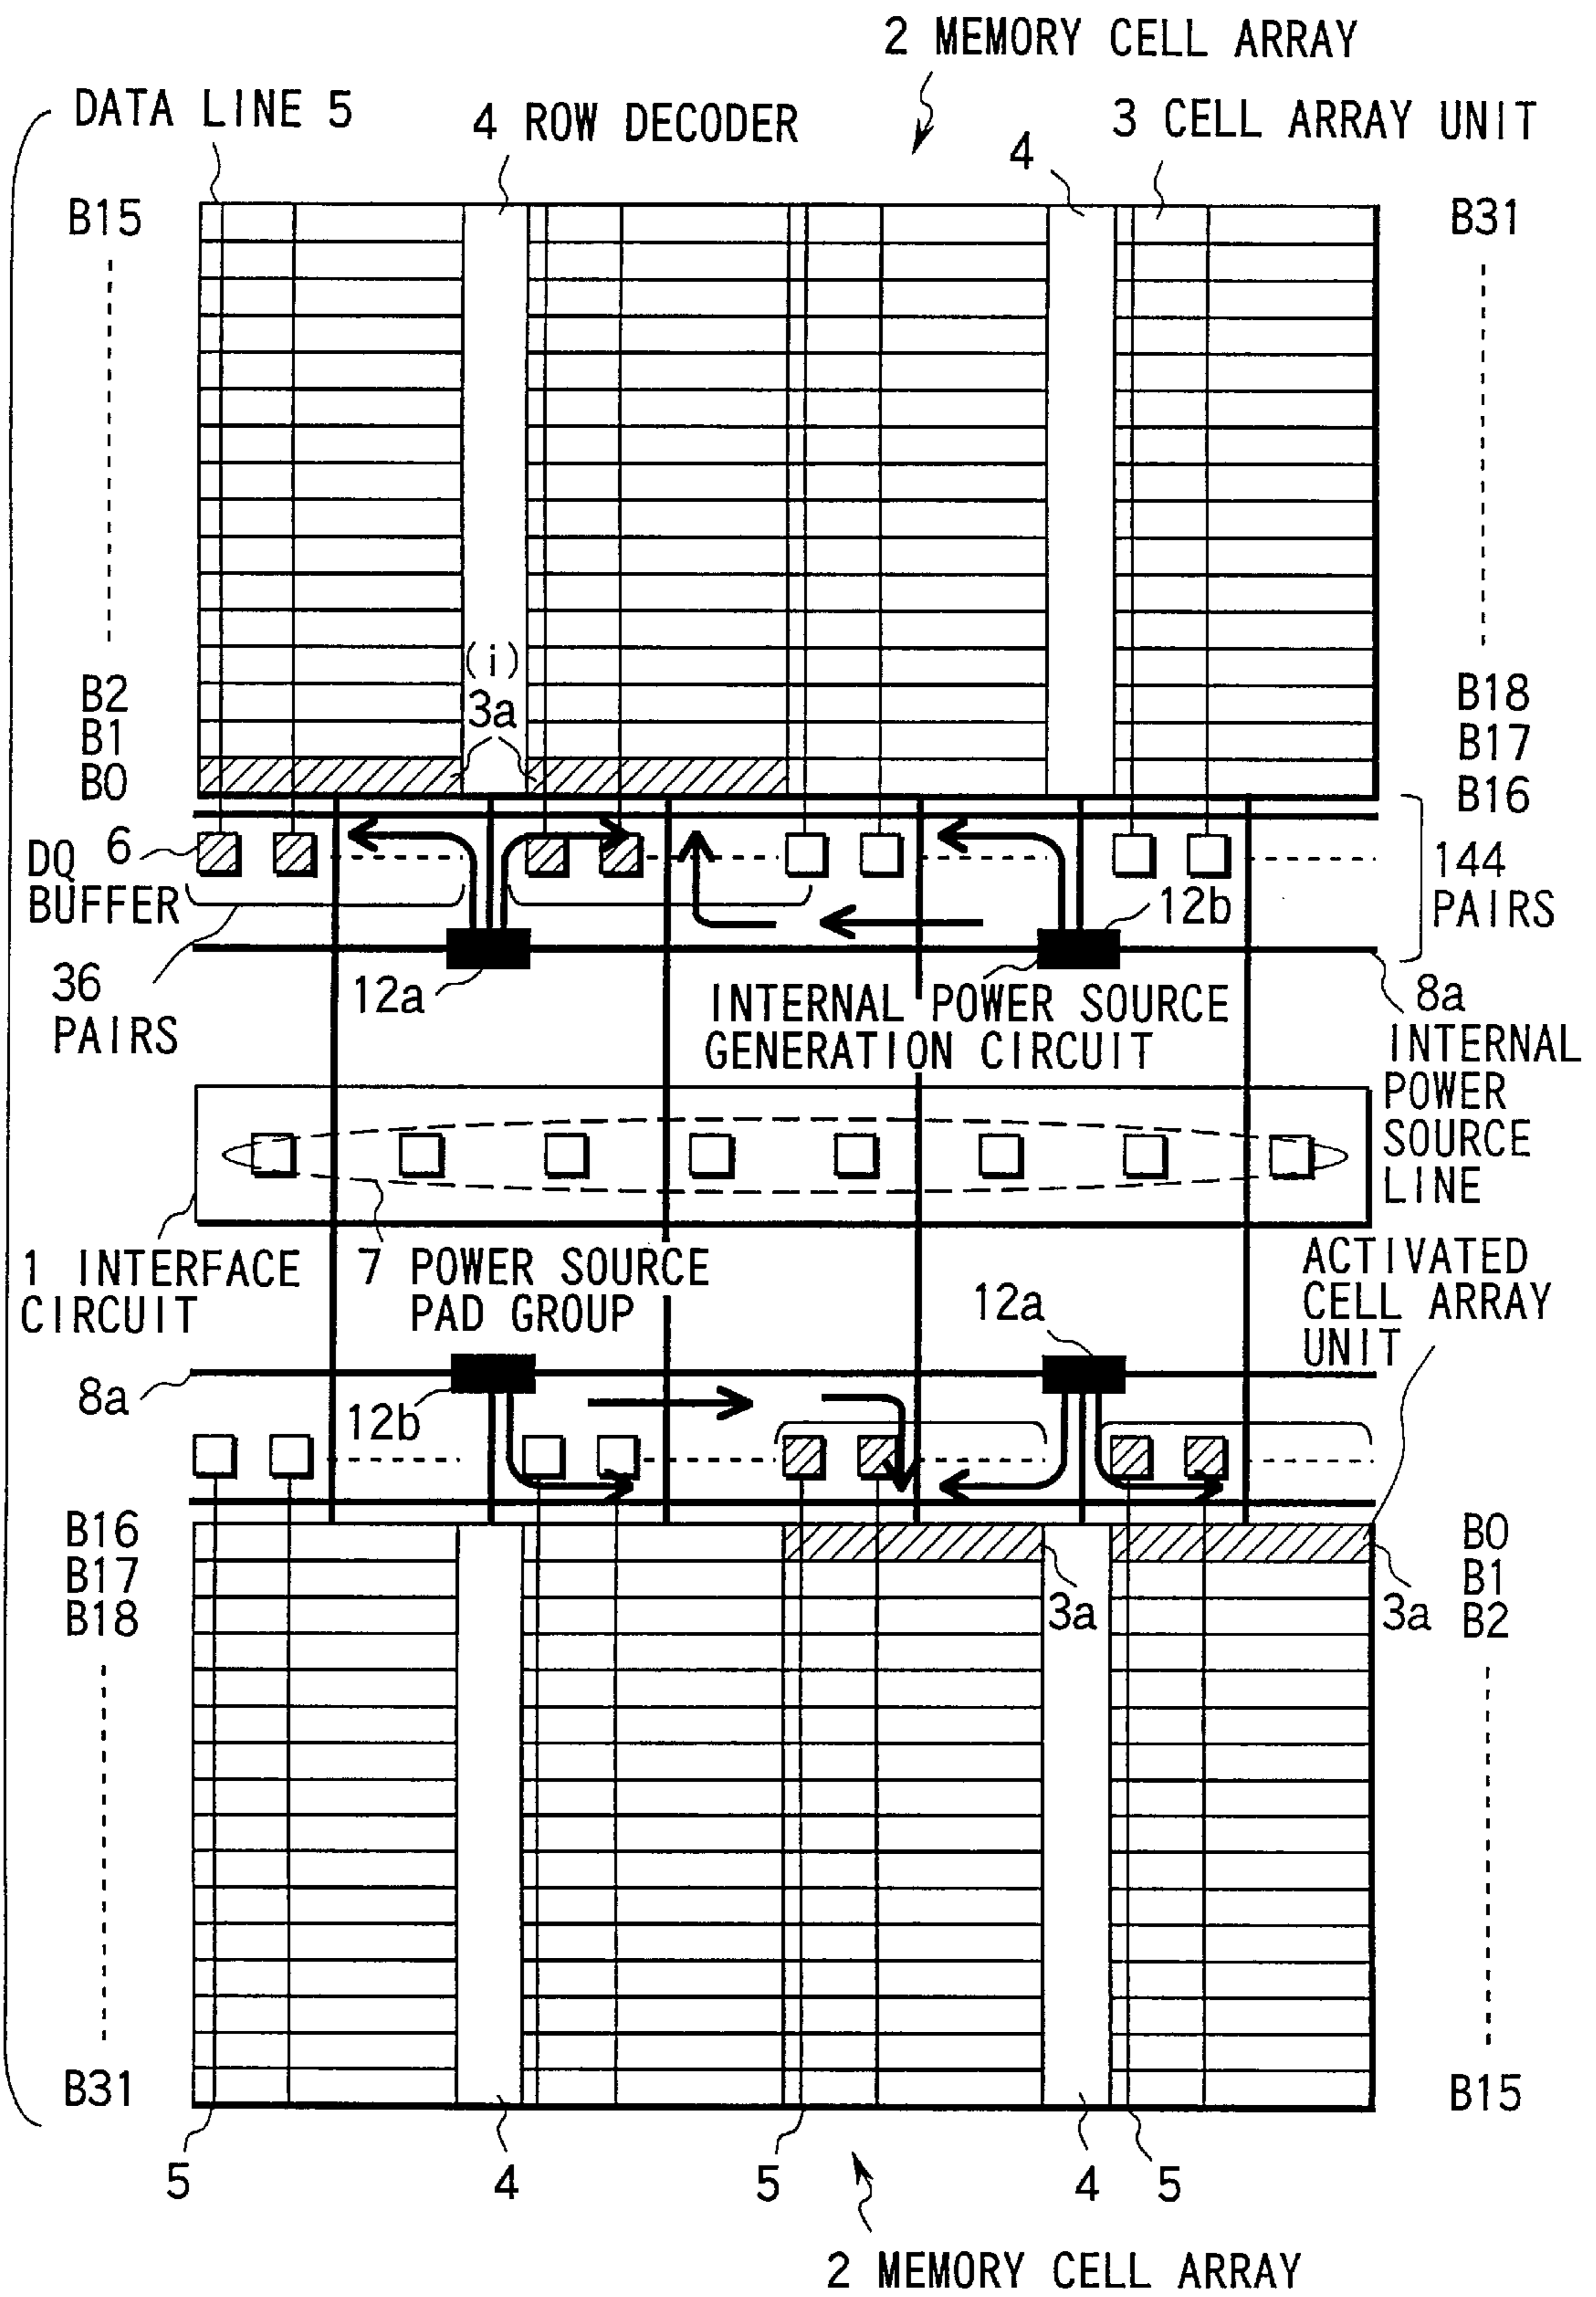 2 MEMORY CELL ARRAY
DATA LINE 5
4 ROW DECODER
3 CELL ARRAY UNIT
4
B15
B31
(i)
3a
B2
B1
B0
B18
B17
B16
DQ 6
BUFFER
144
PAIRS
12b
12a
36
PAIRS
INTERNAL POWER SOURCE
GENERATION CIRCUIT
8a
INTERNAL
POWER
SOURCE
LINE
1 INTERFACE
CIRCUIT
7 POWER SOURCE
PAD GROUP
12a
ACTIVATED
CELL ARRAY
UNIT
8a
12b
B16
B17
B18
B0
B1
B2
3a
3a
B31
B15
5
4
5
4
5
2 MEMORY CELL ARRAY